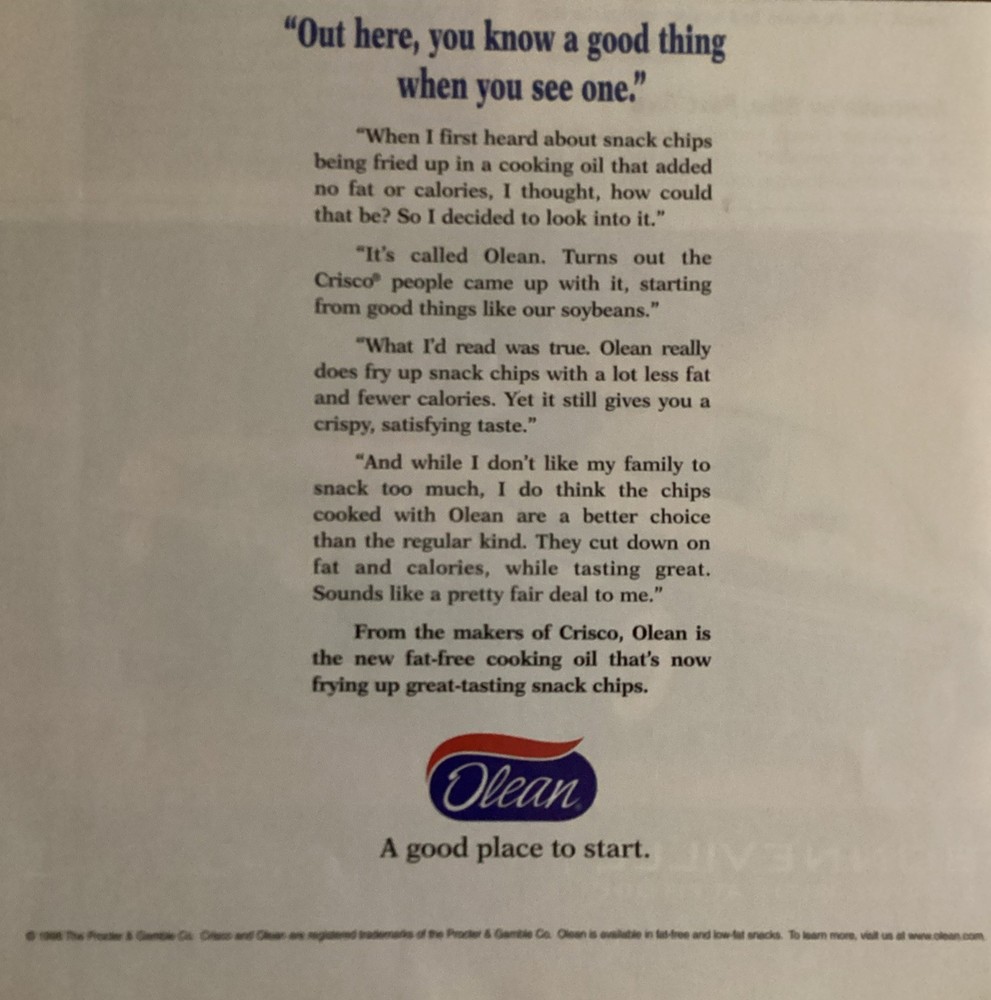 “Out here, you know a good thing
when you see one.”
“When I first heard about snack chips
being fried up in a cooking oil that added
no fat or calories, I thought, how could
that be? So I decided to look into it.”
“It’s called Olean. Turns out the
Crisco® people came up with it, starting
from good things like our soybeans.”
“What I’d read was true. Olean really
does fry up snack chips with a lot less fat
and fewer calories. Yet it still gives you a
crispy, satisfying taste.”
“And while I don’t like my family to
snack too much, I do think the chips
cooked with Olean are a better choice
than the regular kind. They cut down on
fat and calories, while tasting great.
Sounds like a pretty fair deal to me.”
From the makers of Crisco, Olean is
the new fat-free cooking oil that’s now
frying up great-tasting snack chips.
Olean®
A good place to start.
© The Procter & Gamble Co. Crisco and Olean are registered trademarks of the Procter & Gamble Co. Olean is available in fat-free and low-fat snacks. To learn more, visit us at www.olean.com.